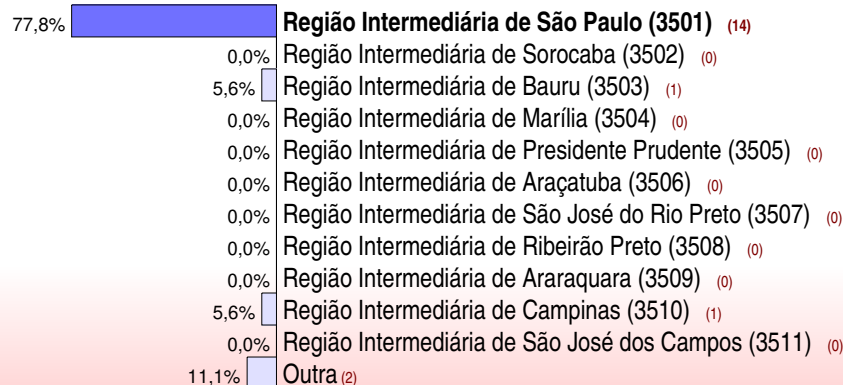 77,8% Região Intermediária de São Paulo (3501) (14)
0,0% Região Intermediária de Sorocaba (3502) (0)
5,6% Região Intermediária de Bauru (3503) (1)
0,0% Região Intermediária de Marília (3504) (0)
0,0% Região Intermediária de Presidente Prudente (3505) (0)
0,0% Região Intermediária de Araçatuba (3506) (0)
0,0% Região Intermediária de São José do Rio Preto (3507) (0)
0,0% Região Intermediária de Ribeirão Preto (3508) (0)
0,0% Região Intermediária de Araraquara (3509) (0)
5,6% Região Intermediária de Campinas (3510) (1)
0,0% Região Intermediária de São José dos Campos (3511) (0)
11,1% Outra (2)